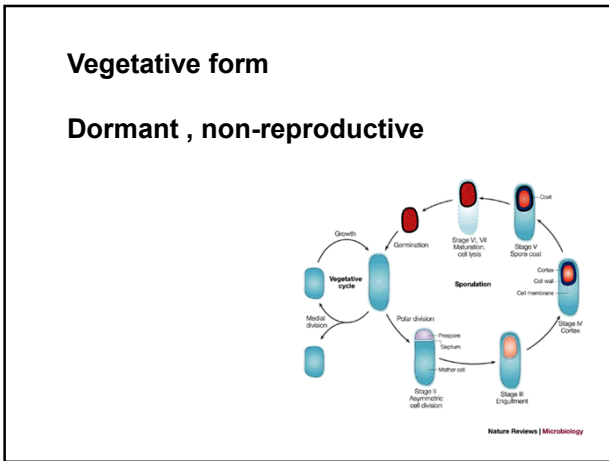 Vegetative form
Dormant , non-reproductive
Coat
Growth
Germination
Stage VI, VII
Maturation,
cell lysis
Stage V
Spore coat
Vegetative
cycle
Sporulation
Cortex
Cell wall
Cell membrane
Medial
division
Polar division
Prespore
Septum
Mother cell
Stage IV
Cortex
Stage II
Asymmetric
cell division
Stage III
Engulfment
Nature Reviews | Microbiology